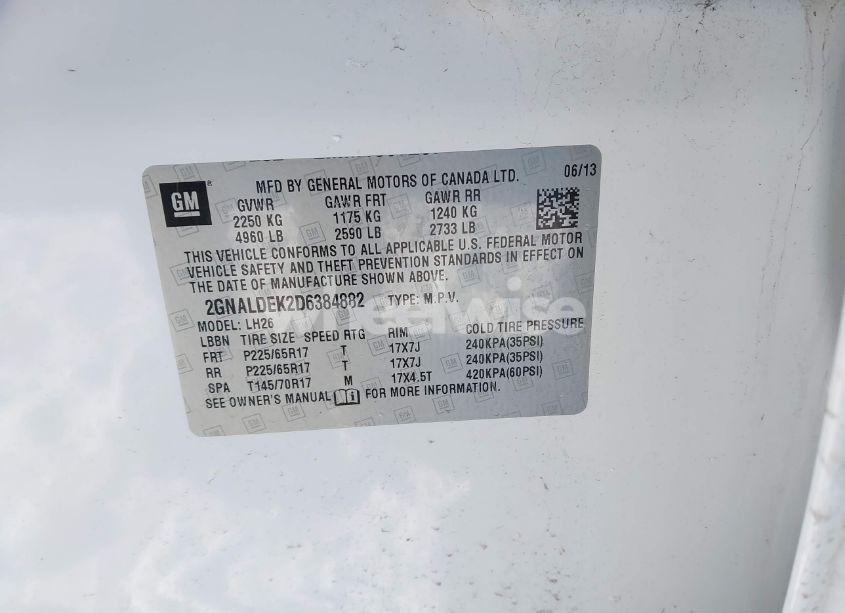 GM
06/13
MFD BY GENERAL MOTORS OF CANADA LTD.
GVWR GAWR FRT GAWR RR
2250 KG 1175 KG 1240 KG
4960 LB 2590 LB 2733 LB
THIS VEHICLE CONFORMS TO ALL APPLICABLE U.S. FEDERAL MOTOR
VEHICLE SAFETY AND THEFT PREVENTION STANDARDS IN EFFECT ON
THE DATE OF MANUFACTURE SHOWN ABOVE.
2GNALDEK2D6384882 TYPE: M.P.V.
wheelwise
MODEL: LH26
LBBN TIRE SIZE SPEED RTG RIM COLD TIRE PRESSURE
FRT P225/65R17 T 17X7J 240KPA(35PSI)
RR P225/65R17 T 17X7J 240KPA(35PSI)
SPA T145/70R17 M 17X4.5T 420KPA(60PSI)
SEE OWNER'S MANUAL FOR MORE INFORMATION.